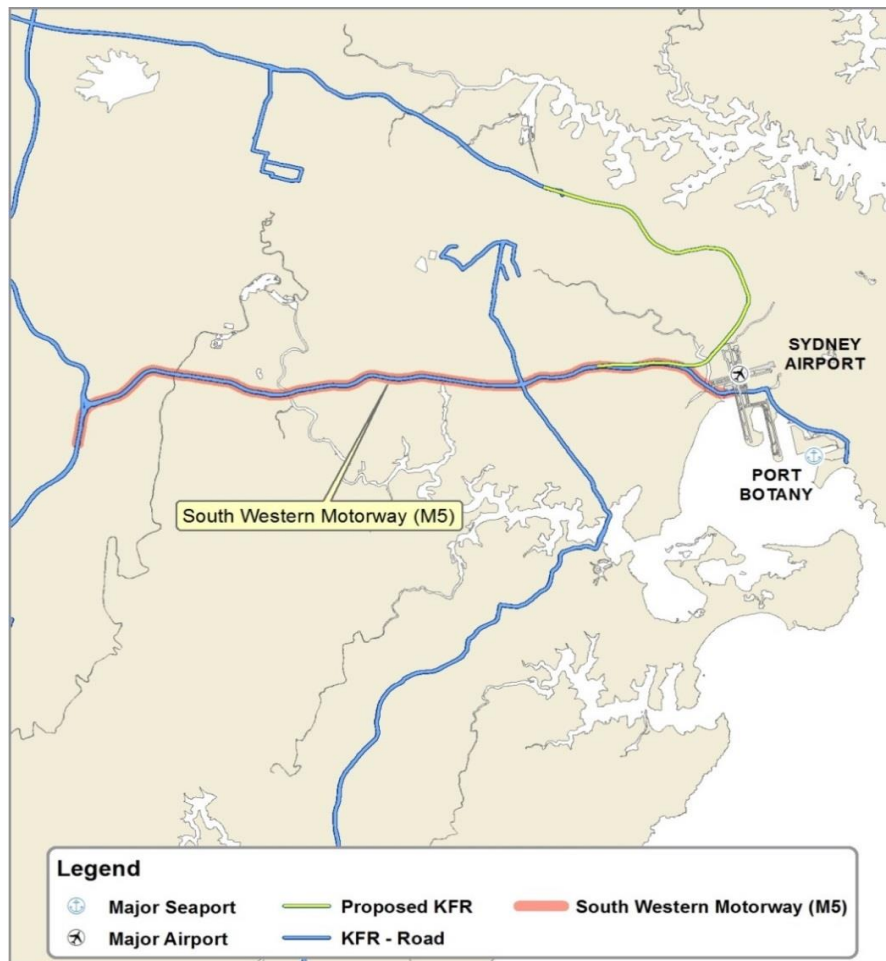 SYDNEY
AIRPORT
PORT
BOTANY
South Western Motorway (M5)
Legend
Major Seaport
Proposed KFR
South Western Motorway (M5)
Major Airport
KFR - Road